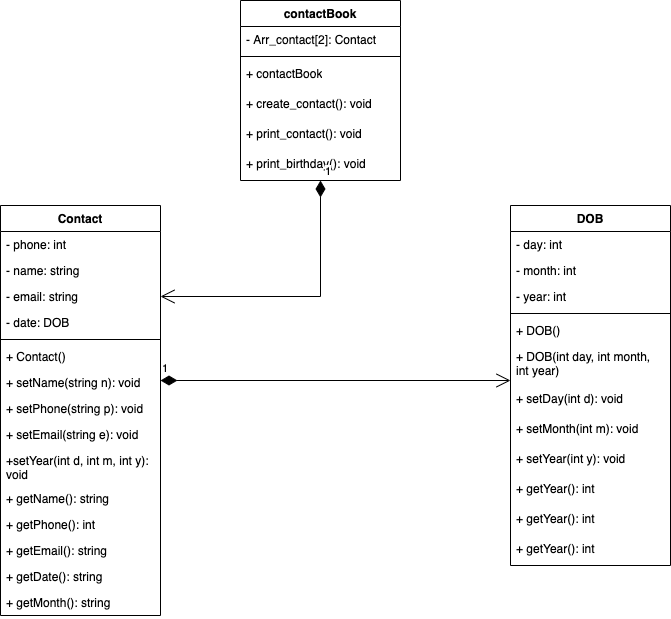 contactBook
- Arr_contact[2]: Contact
+ contactBook
+ create_contact(): void
+ print_contact(): void
+ print_birthday(): void
1
Contact
- phone: int
- name: string
- email: string
- date: DOB
+ Contact()
+ setName(string n): void
+ setPhone(string p): void
+ setEmail(string e): void
+setYear(int d, int m, int y):
void
+ getName(): string
+ getPhone(): int
+ getEmail(): string
+ getDate(): string
+ getMonth(): string
1
DOB
- day: int
- month: int
- year: int
+ DOB()
+ DOB(int day, int month,
int year)
+ setDay(int d): void
+ setMonth(int m): void
+ setYear(int y): void
+ getYear(): int
+ getYear(): int
+ getYear(): int